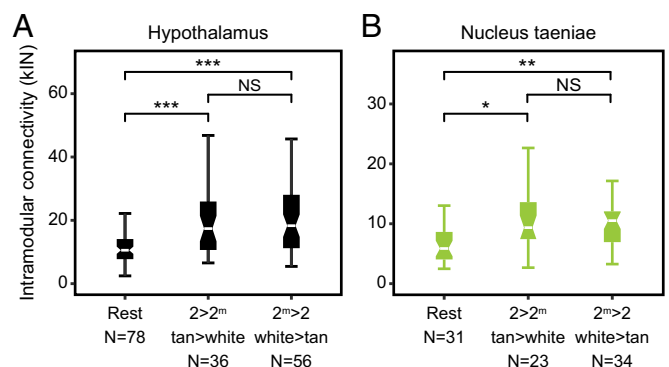 A
Hypothalamus
B
Nucleus taeniae
Intramodular connectivity (kIN)
60
40
20
0
***
NS
***
Rest
N=78
2>2ᵐ
tan>white
N=36
2ᵐ>2
white>tan
N=56
30
20
10
0
**
NS
*
Rest
N=31
2>2ᵐ
tan>white
N=23
2ᵐ>2
white>tan
N=34